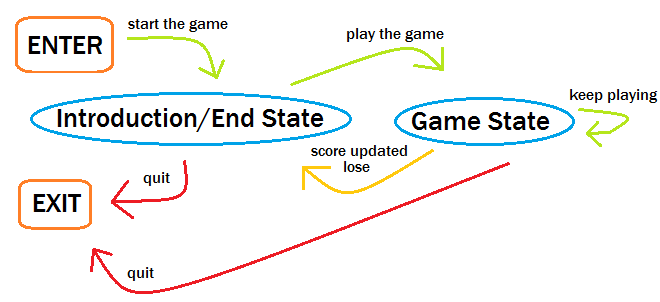 ENTER
start the game
play the game
Introduction/End State
Game State
keep playing
score updated
lose
quit
EXIT
quit